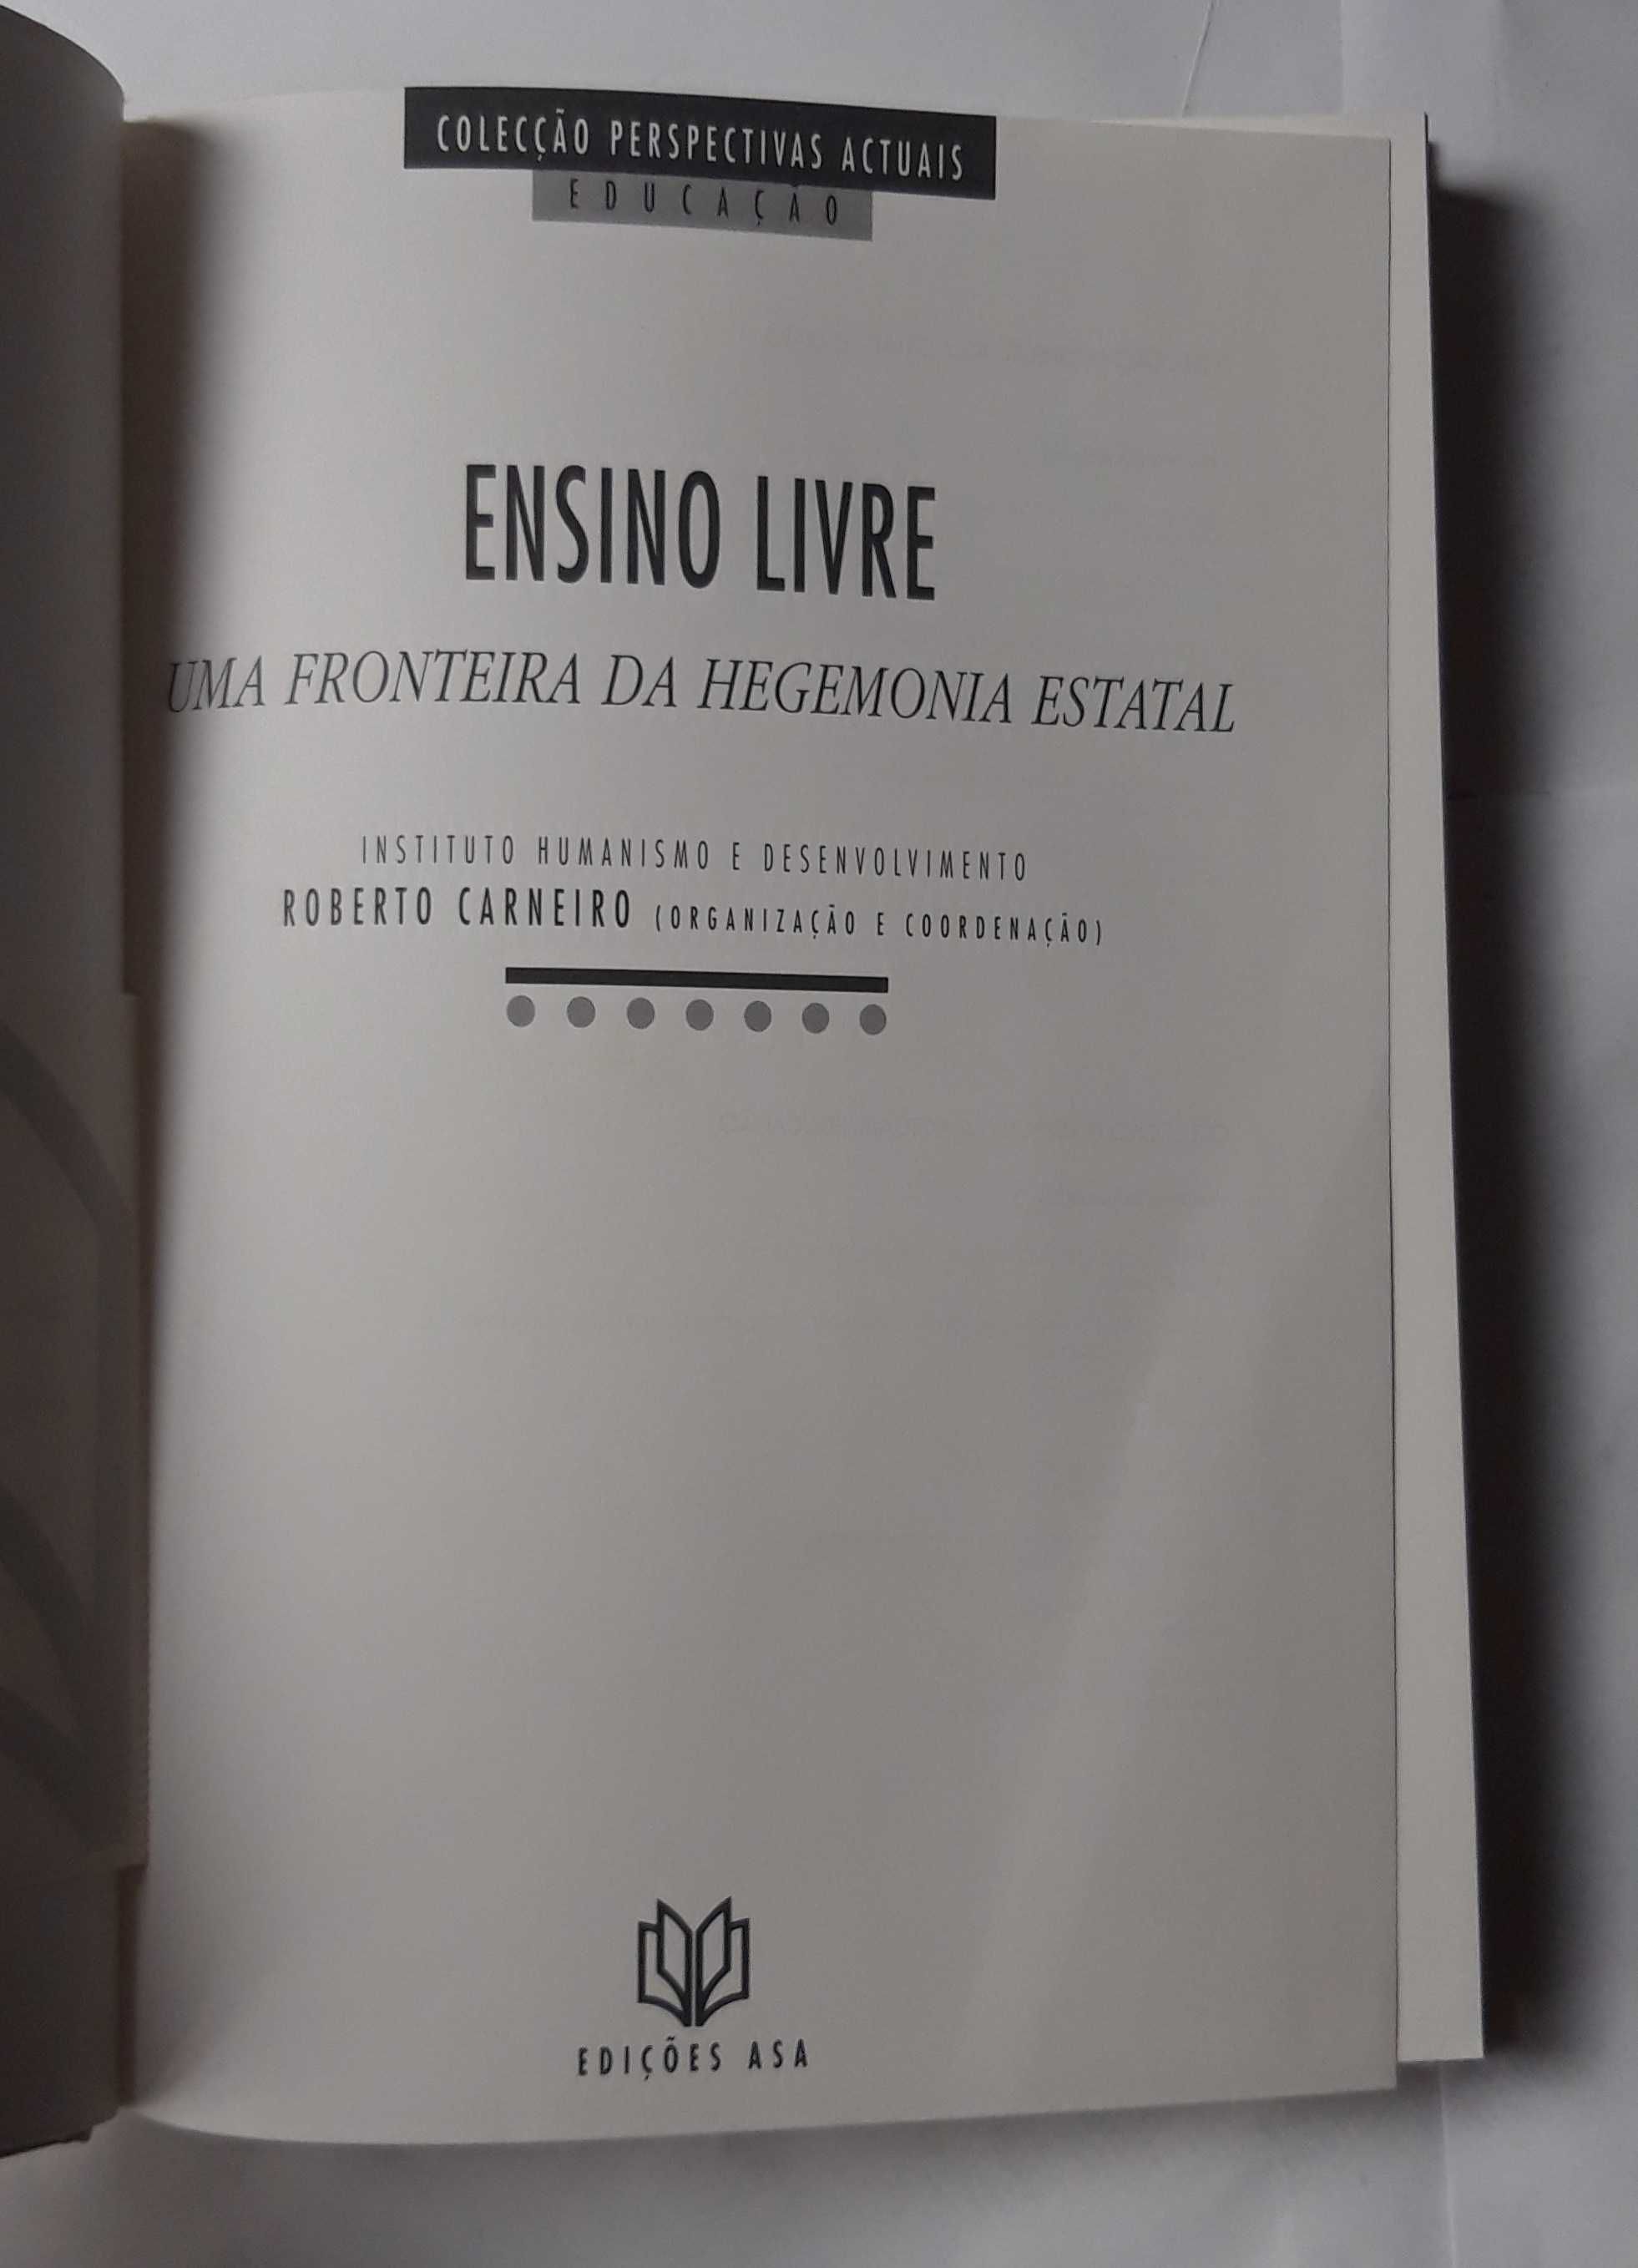 COLECÇÃO PERSPECTIVAS ACTUAIS
EDUCAÇÃO
ENSINO LIVRE
UMA FRONTEIRA DA HEGEMONIA ESTATAL
INSTITUTO HUMANISMO E DESENVOLVIMENTO
ROBERTO CARNEIRO (ORGANIZAÇÃO E COORDENAÇÃO)
EDIÇÕES ASA